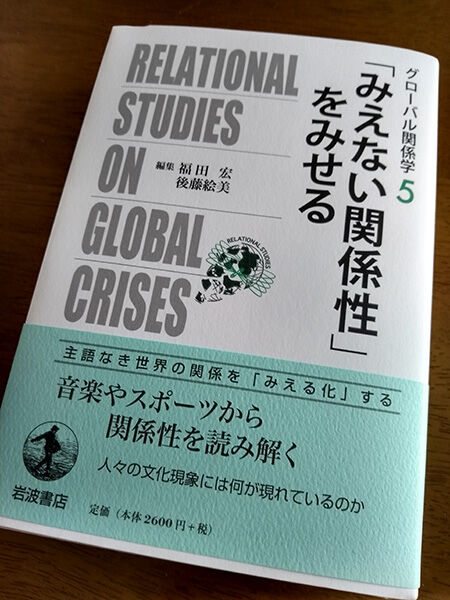 グローバル関係学 5
「みえない関係性」
をみせる
RELATIONAL
STUDIES
ON
GLOBAL
CRISES
編集 福田 宏
後藤絵美
RELATIONAL STUDIES
主語なき世界の関係を「みえる化」する
音楽やスポーツから
関係性を読み解く
人々の文化現象には何が現れているのか
岩波書店
定価(本体2600円+税)